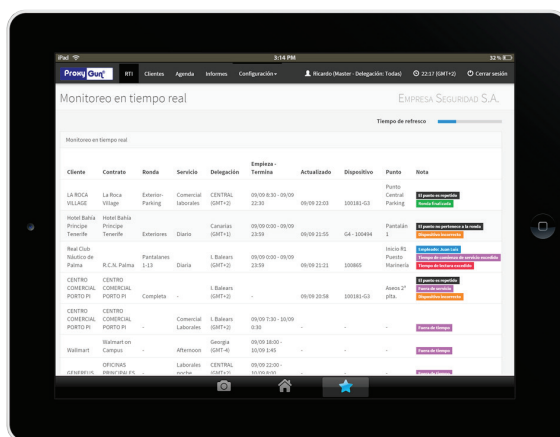 iPad 3:14 PM 32 %
Proxy Gun® RTI Clientes Agenda Informes Configuración Ricardo (Master - Delegación: Todas) 22:17 (GMT+2) Cerrar sesión
Monitoreo en tiempo real EMPRESA SEGURIDAD S.A.
Tiempo de refresco
Monitoreo en tiempo real
Empieza -
Cliente Contrato Ronda Servicio Delegación Termina Actualizado Dispositivo Punto Nota
Punto
LA ROCA La Roca Exterior- Comercial CENTRAL 09/09 8:30 - 09/09 Central El punto es repetido
VILLAGE Village Parking laborales (GMT+2) 22:30 09/09 22:03 100181-G3 Parking Ronda finalizada
Hotel Bahía Hotel Bahía
Príncipe Príncipe Canarias 09/09 0:00 - 09/09 Pantalán El punto no pertenece a la ronda
Tenerife Tenerife Exteriores Diario (GMT+1) 23:59 09/09 21:55 G4 - 100494 1 Dispositivo incorrecto
Real Club Inicio R1 Empleado: Juan Luis
Náutico de Pantalanes I. Balears 09/09 0:00 - 09/09 Puesto Tiempo de comienzo de servicio excedido
Palma R.C.N. Palma 1-13 Diaria (GMT+2) 23:59 09/09 21:21 100865 Marinería Tiempo de lectura excedido
CENTRO CENTRO El punto es repetido
COMERCIAL COMERCIAL I. Balears Aseos 2ª Fuera de servicio
PORTO PI PORTO PI Completa - (GMT+2) - 09/09 20:58 100181-G3 plta. Dispositivo incorrecto
CENTRO CENTRO
COMERCIAL COMERCIAL Comercial I. Balears 09/09 7:30 - 10/09
PORTO PI PORTO PI - Laborales (GMT+2) 0:30 - - - Fuera de tiempo
Walmart on Georgia 09/09 18:00 -
Wallmart Campus - Afternoon (GMT-4) 10/09 1:45 - - - Fuera de tiempo
OFICINAS Laborales CENTRAL 09/09 22:00 -
GENEREUS PRINCIPALES - noche (GMT+2) 10/09 8:00 - - - Fuera de tiempo